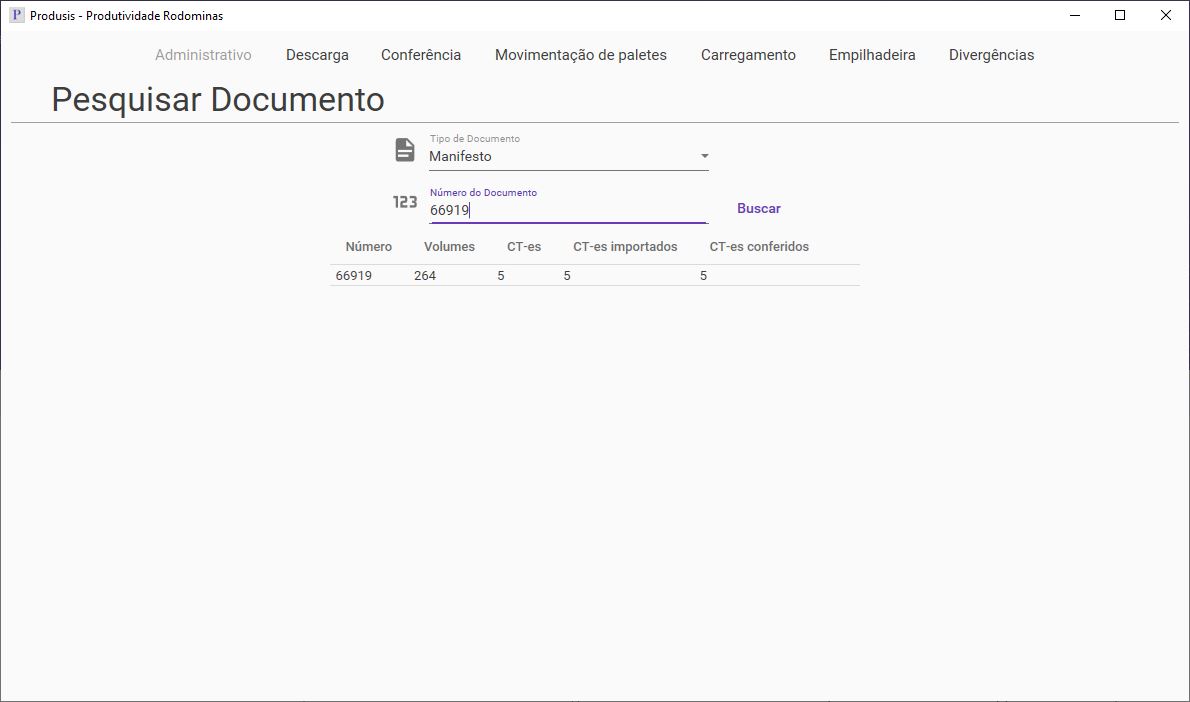 P Produsis - Produtividade Rodominas
Administrativo Descarga Conferência Movimentação de paletes Carregamento Empilhadeira Divergências
Pesquisar Documento
Tipo de Documento
Manifesto
123 Número do Documento
66919 Buscar
Número Volumes CT-es CT-es importados CT-es conferidos
66919 264 5 5 5